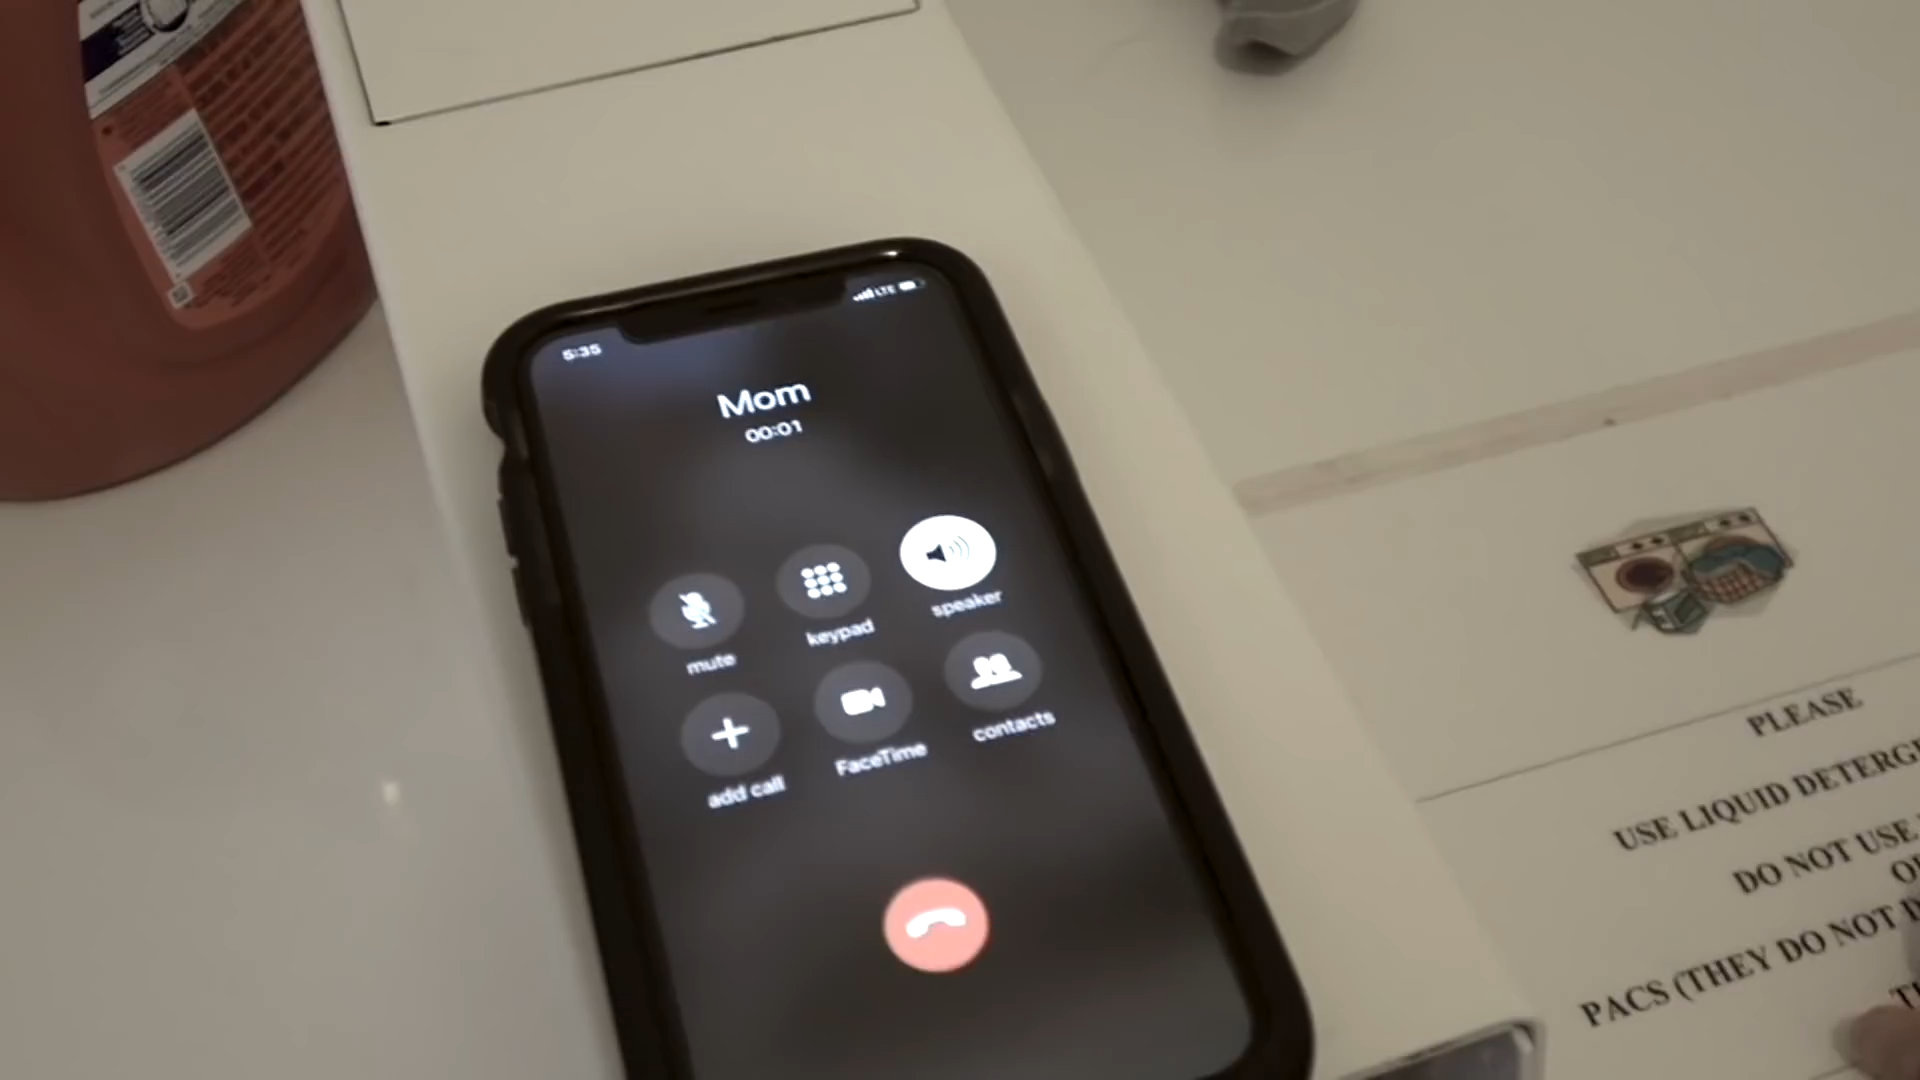 5:35
LTE
Mom
00:01
mute
keypad
speaker
add call
FaceTime
contacts
PLEASE
USE LIQUID
DO NOT USE
PACS (THEY DO NOT